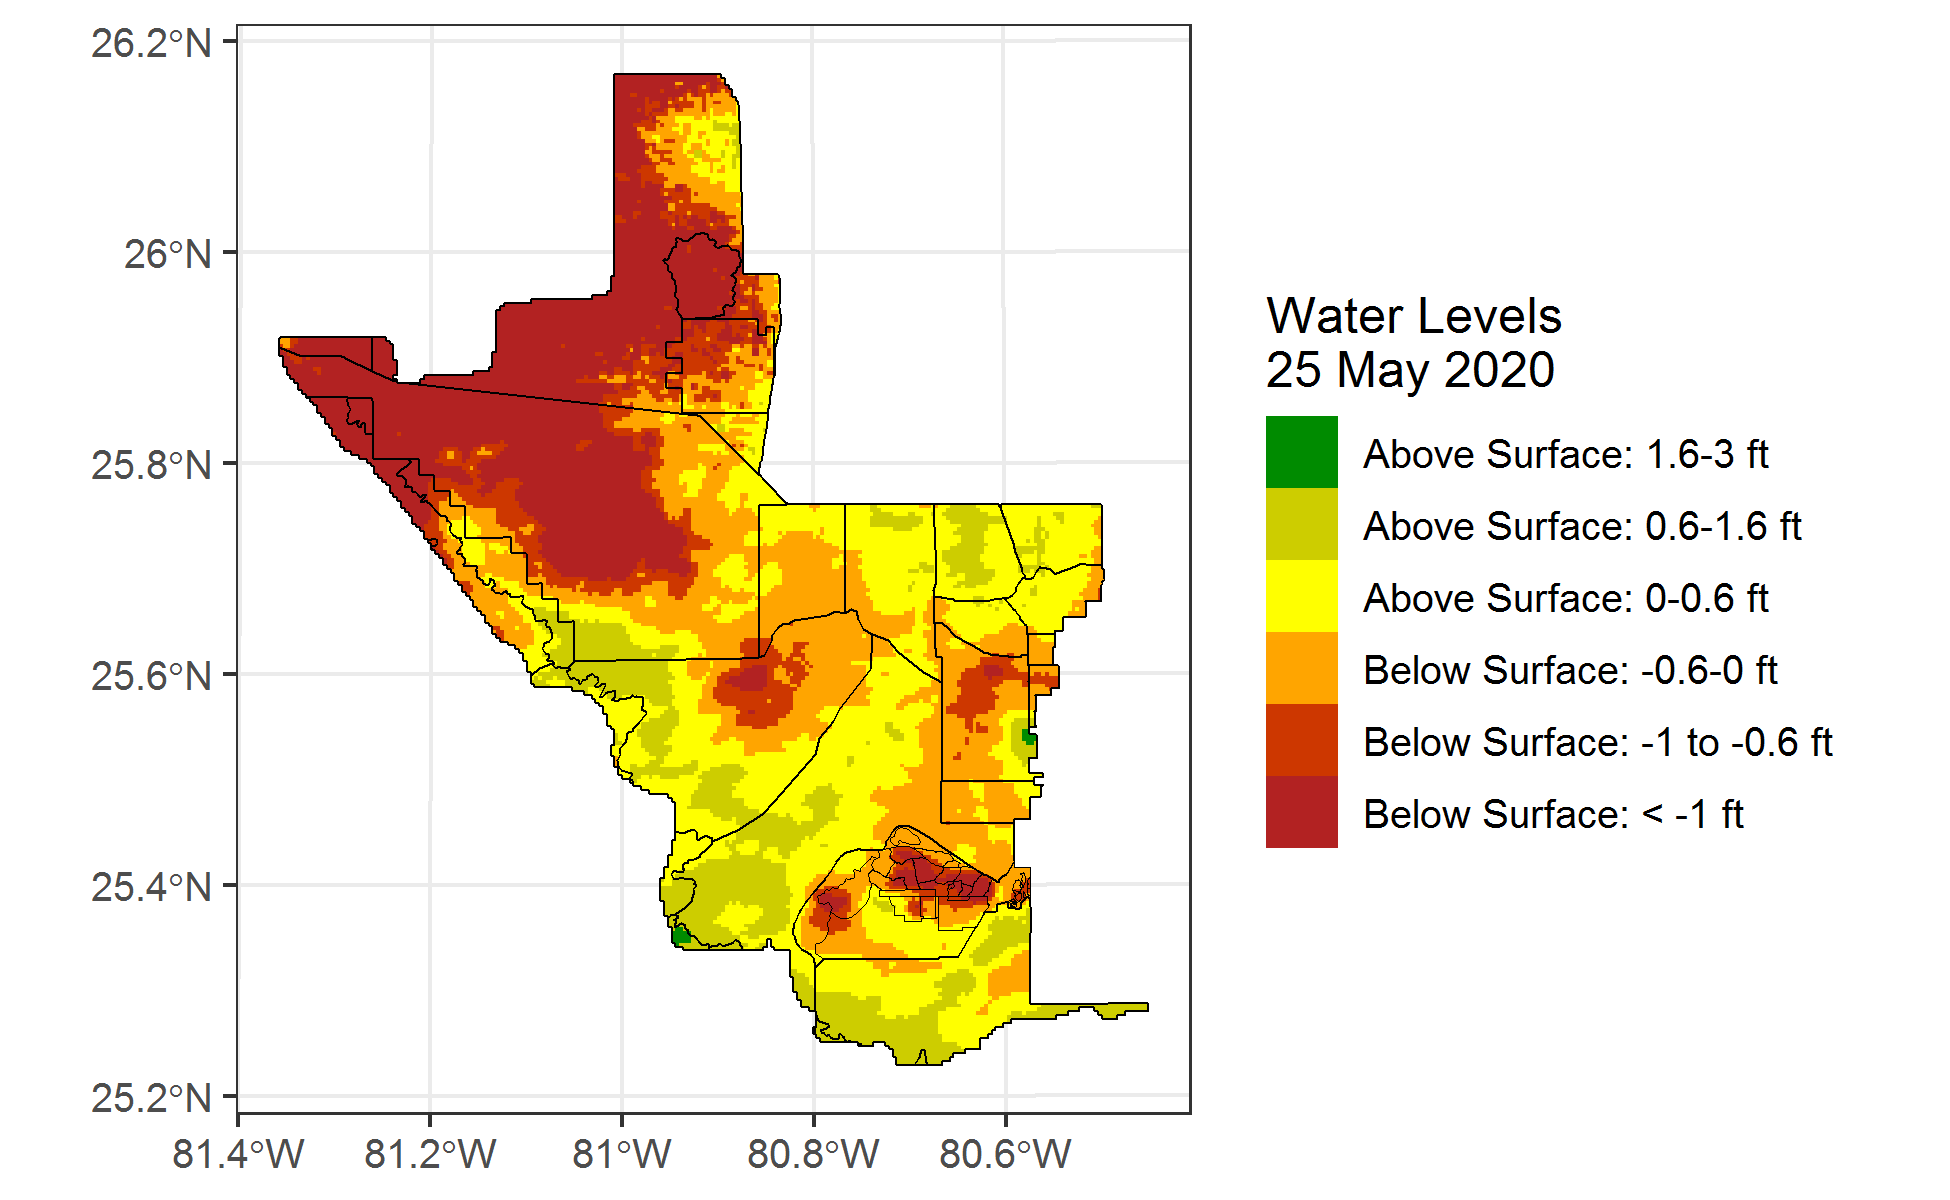 26.2°N
26°N
25.8°N
25.6°N
25.4°N
25.2°N
81.4°W
81.2°W
81°W
80.8°W
80.6°W
Water Levels
25 May 2020
Above Surface: 1.6-3 ft
Above Surface: 0.6-1.6 ft
Above Surface: 0-0.6 ft
Below Surface: -0.6-0 ft
Below Surface: -1 to -0.6 ft
Below Surface: < -1 ft